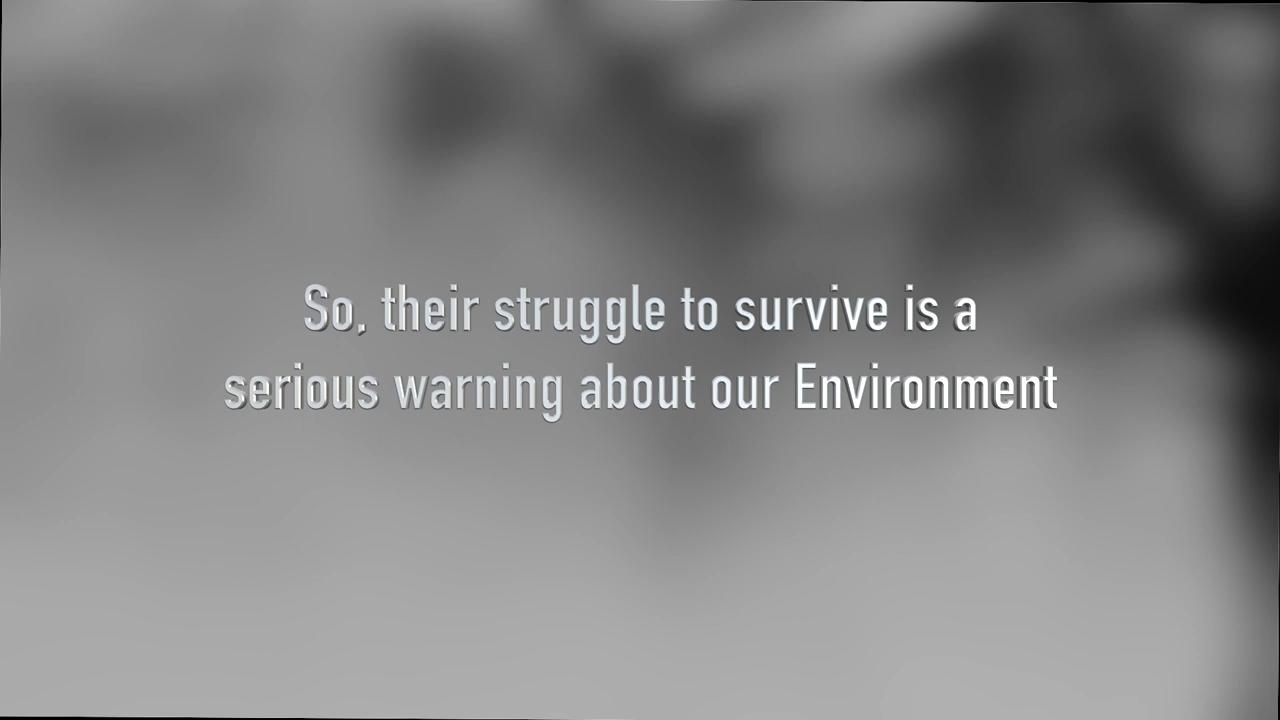 So, their struggle to survive is a
serious warning about our Environment